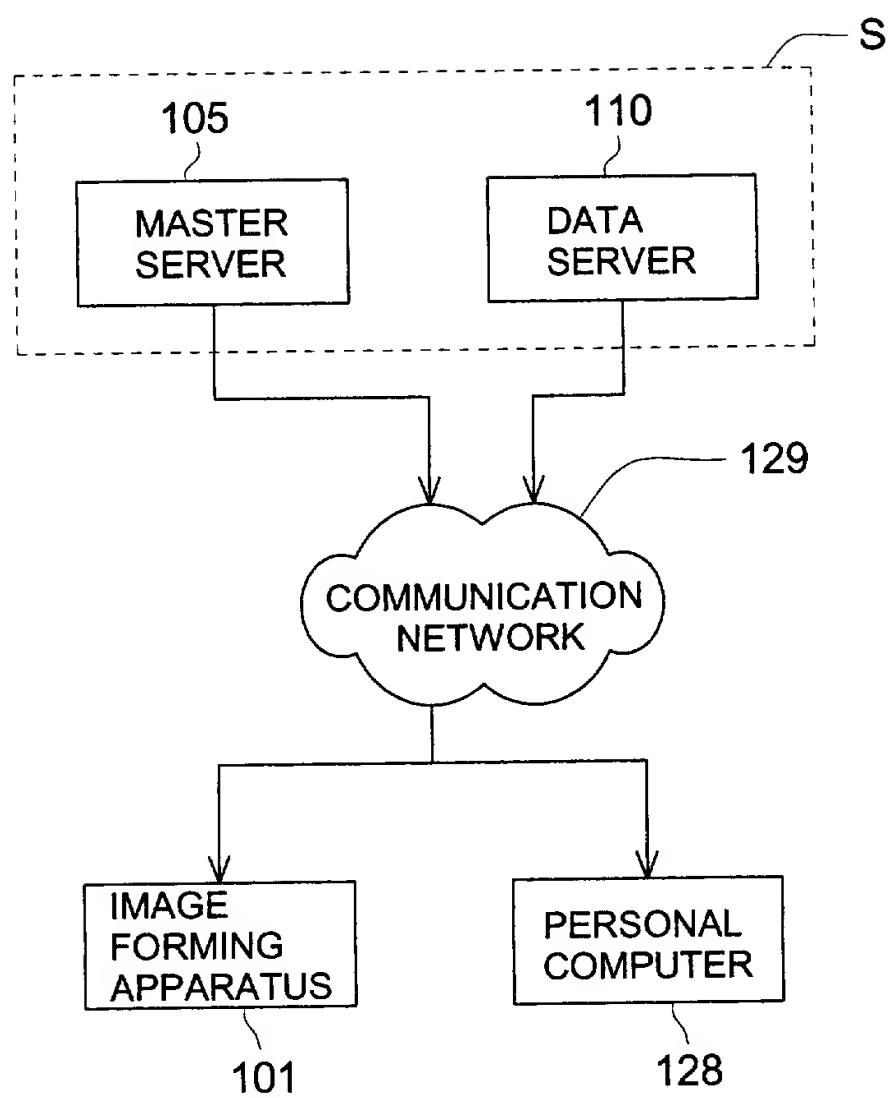 S
105
110
MASTER
SERVER
DATA
SERVER
129
COMMUNICATION
NETWORK
IMAGE
FORMING
APPARATUS
PERSONAL
COMPUTER
101
128